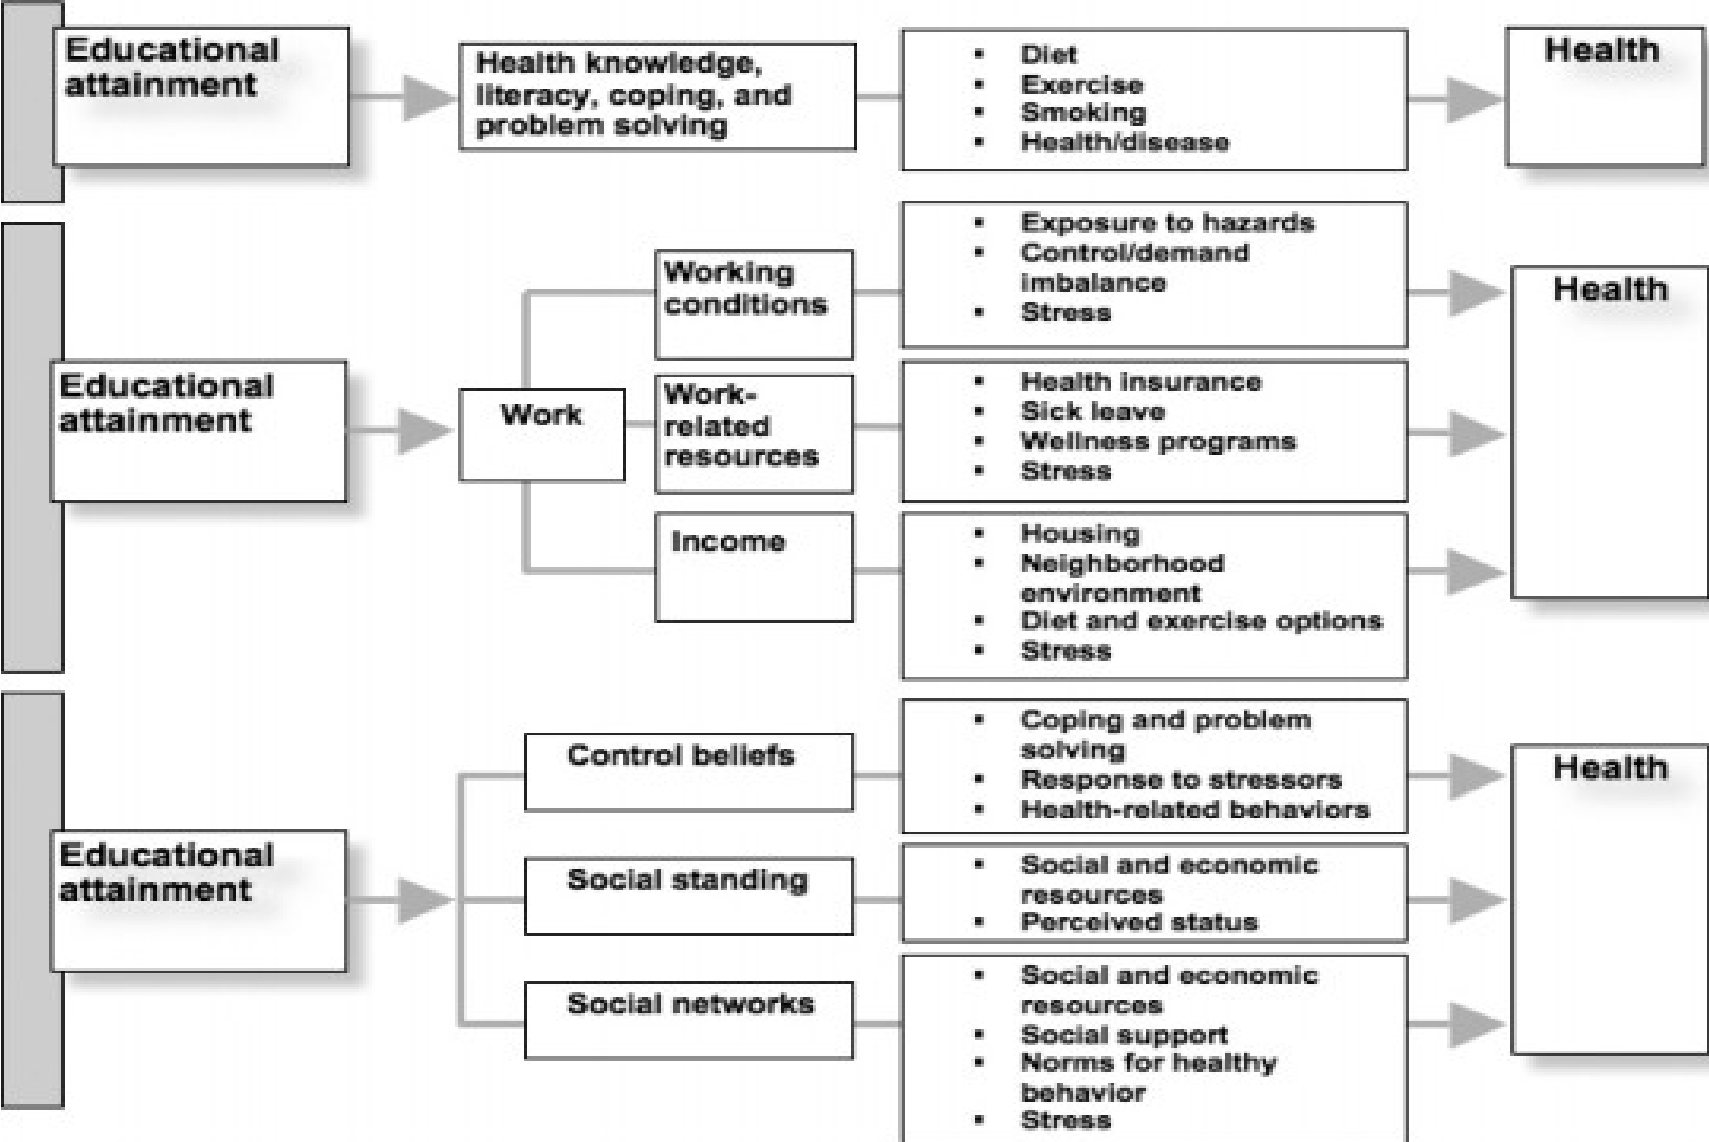 Educational
attainment
Health knowledge,
literacy, coping, and
problem solving
Diet
Exercise
Smoking
Health/disease
Health
Educational
attainment
Work
Working
conditions
Exposure to hazards
Control/demand
imbalance
Stress
Work-
related
resources
Health insurance
Sick leave
Wellness programs
Stress
Income
Housing
Neighborhood
environment
Diet and exercise options
Stress
Health
Educational
attainment
Control beliefs
Coping and problem
solving
Response to stressors
Health-related behaviors
Social standing
Social and economic
resources
Perceived status
Social networks
Social and economic
resources
Social support
Norms for healthy
behavior
Stress
Health